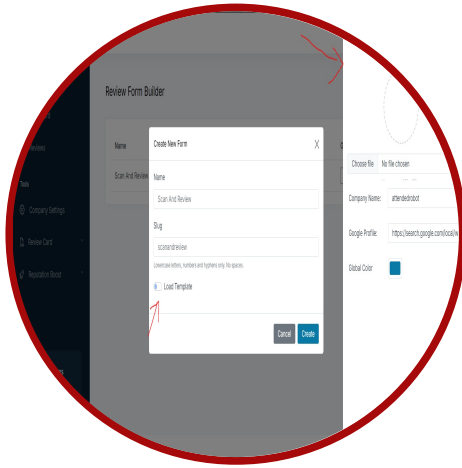 Review Form Builder
Reviews
Tools
Company Settings
Review Card
Reputation Boost
Name
Scan And Review
Create New Form
X
Name
Scan And Review
Slug
scanandreview
Lowercase letters, numbers and hyphens only. No spaces.
Load Template
Cancel
Create
Choose file
No file chosen
Company Name:
attendedrobot
Google Profile:
https://search.google.com/local/w
Global Color